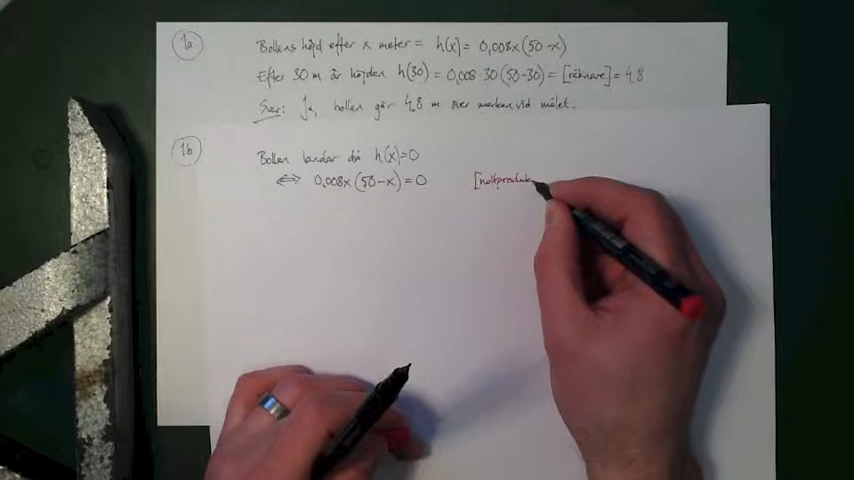 1a
Bollens höjd efter x meter = h(x) = 0,008x(50-x)
Efter 30 m är höjden h(30) = 0,008·30(50-30) = [räknare] = 4,8
Svar: Ja, bollen går 4,8 m över marken vid målet.
1b
Bollen landar då h(x)=0
⟺ 0,008x(50-x) = 0 [nollproduk